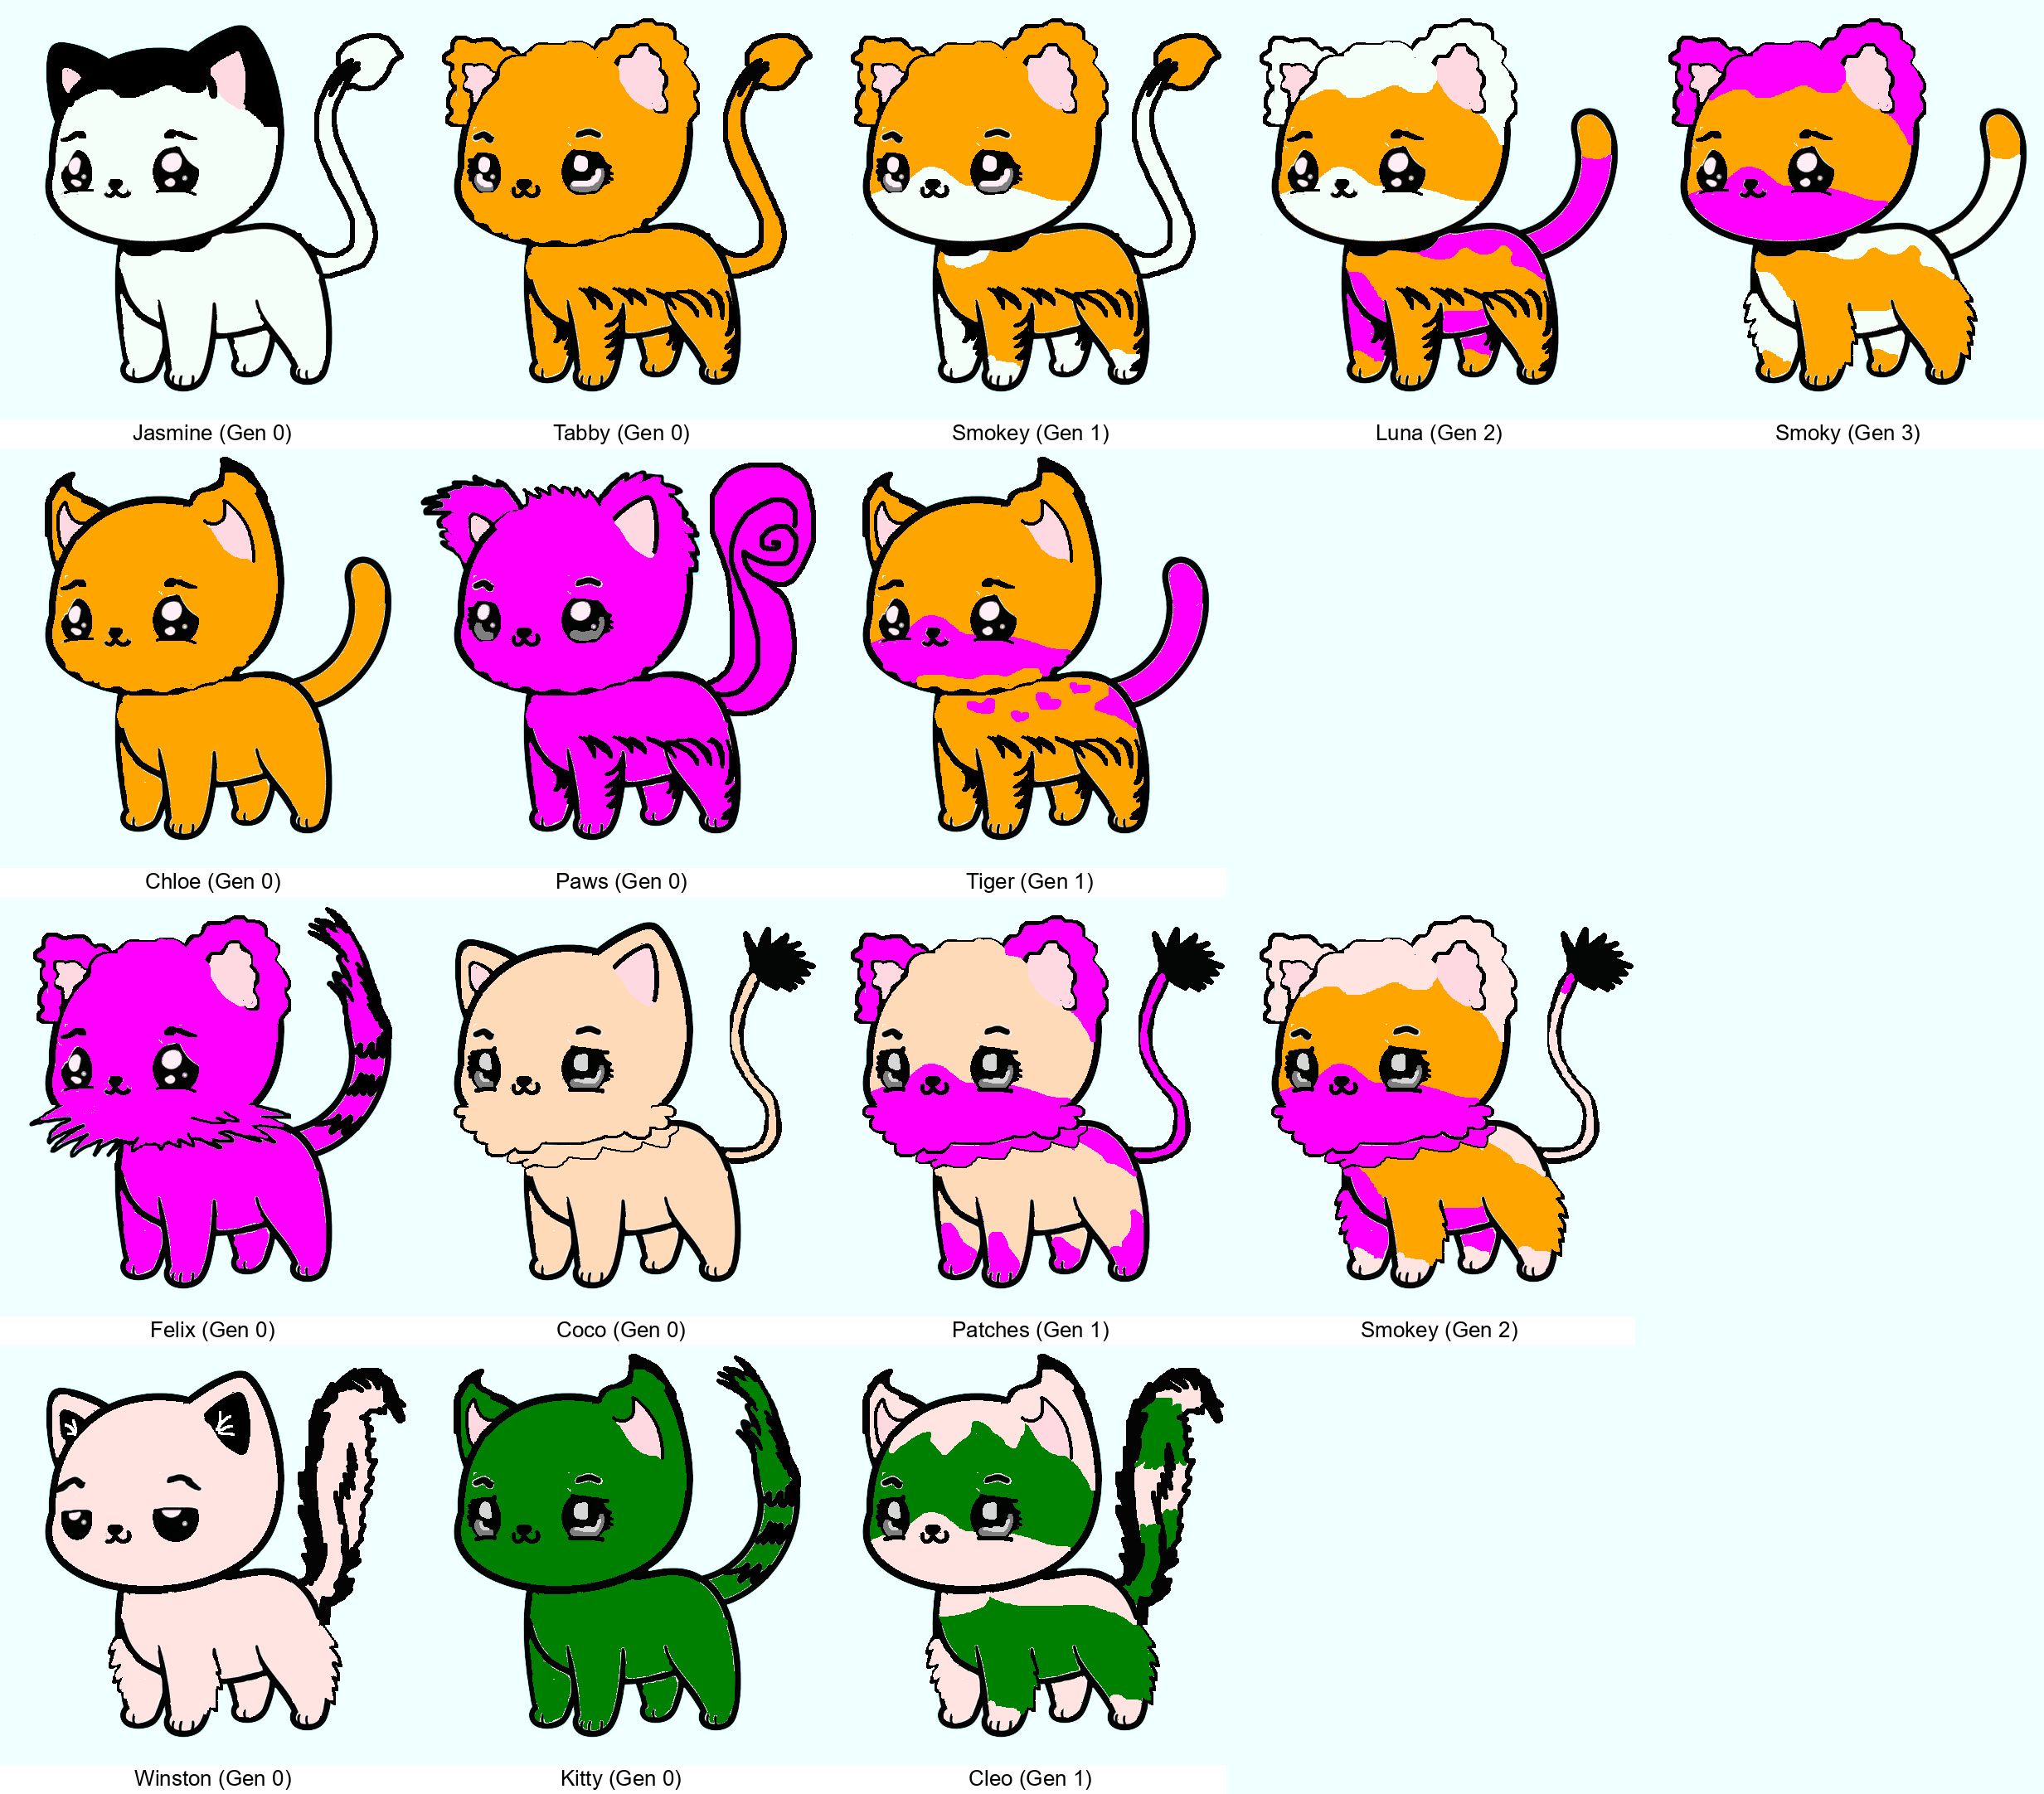 Jasmine (Gen 0)
Tabby (Gen 0)
Smokey (Gen 1)
Luna (Gen 2)
Smoky (Gen 3)
Chloe (Gen 0)
Paws (Gen 0)
Tiger (Gen 1)
Felix (Gen 0)
Coco (Gen 0)
Patches (Gen 1)
Smokey (Gen 2)
Winston (Gen 0)
Kitty (Gen 0)
Cleo (Gen 1)